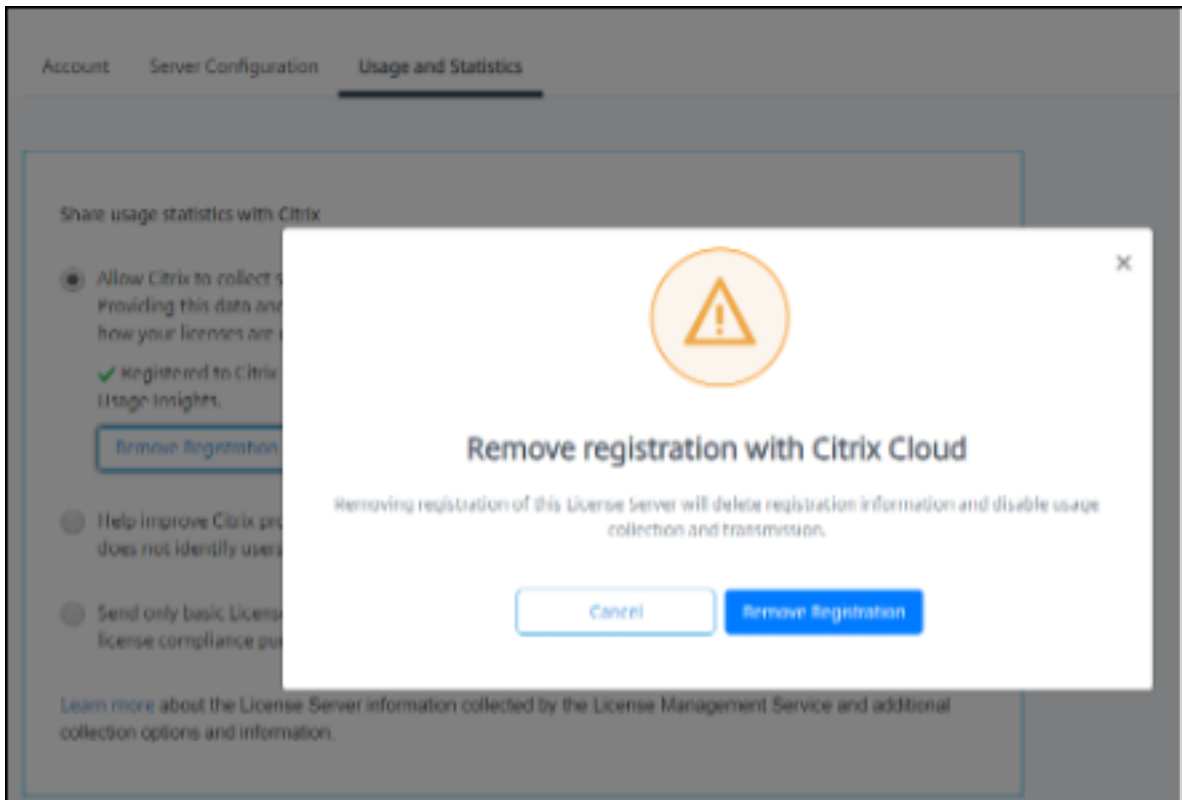 Account Server Configuration Usage and Statistics
Share usage statistics with Citrix
Allow Citrix to collect s
Providing this data and
how your licenses are
Registered to Citrix
Usage Insights.
Remove Registration
Help improve Citrix pro
does not identify users
Send only basic License
license compliance pu
Learn more about the License Server information collected by the License Management Service and additional
collection options and information.
Remove registration with Citrix Cloud
Removing registration of this License Server will delete registration information and disable usage
collection and transmission.
Cancel Remove Registration